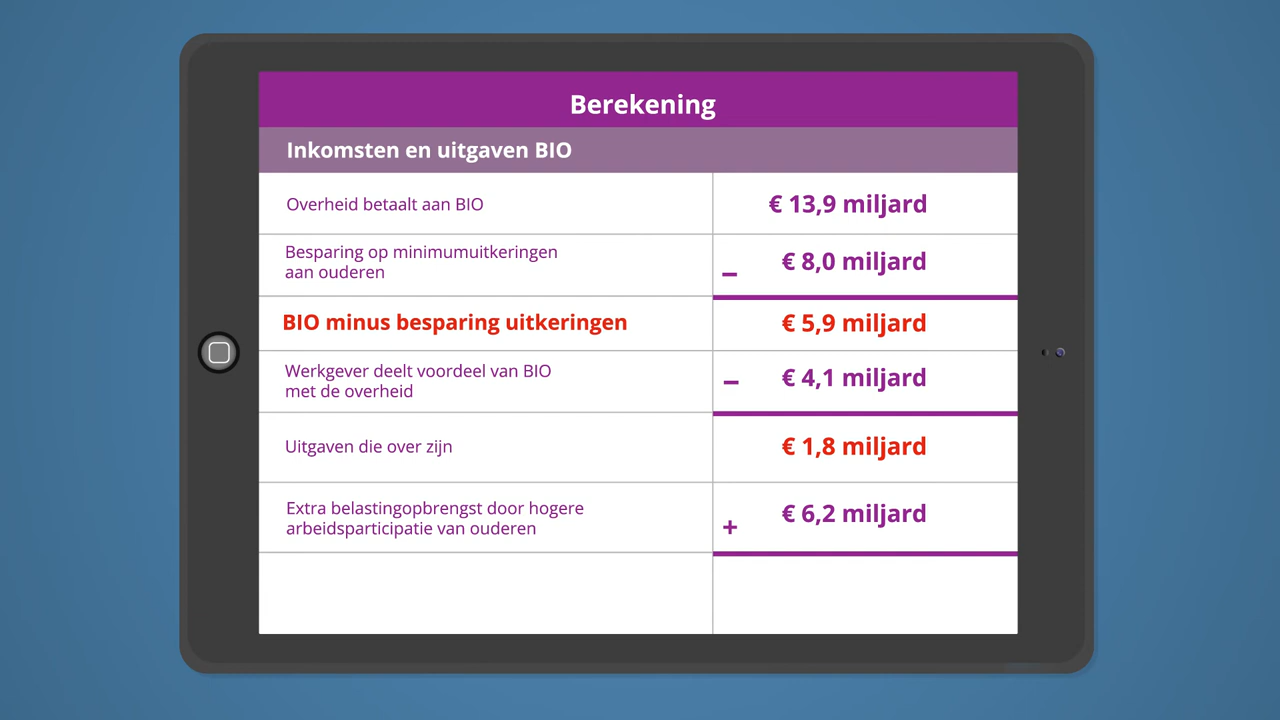 Berekening
Inkomsten en uitgaven BIO
Overheid betaalt aan BIO
€ 13,9 miljard
Besparing op minimumuitkeringen
aan ouderen
– € 8,0 miljard
BIO minus besparing uitkeringen
€ 5,9 miljard
Werkgever deelt voordeel van BIO
met de overheid
– € 4,1 miljard
Uitgaven die over zijn
€ 1,8 miljard
Extra belastingopbrengst door hogere
arbeidsparticipatie van ouderen
+ € 6,2 miljard